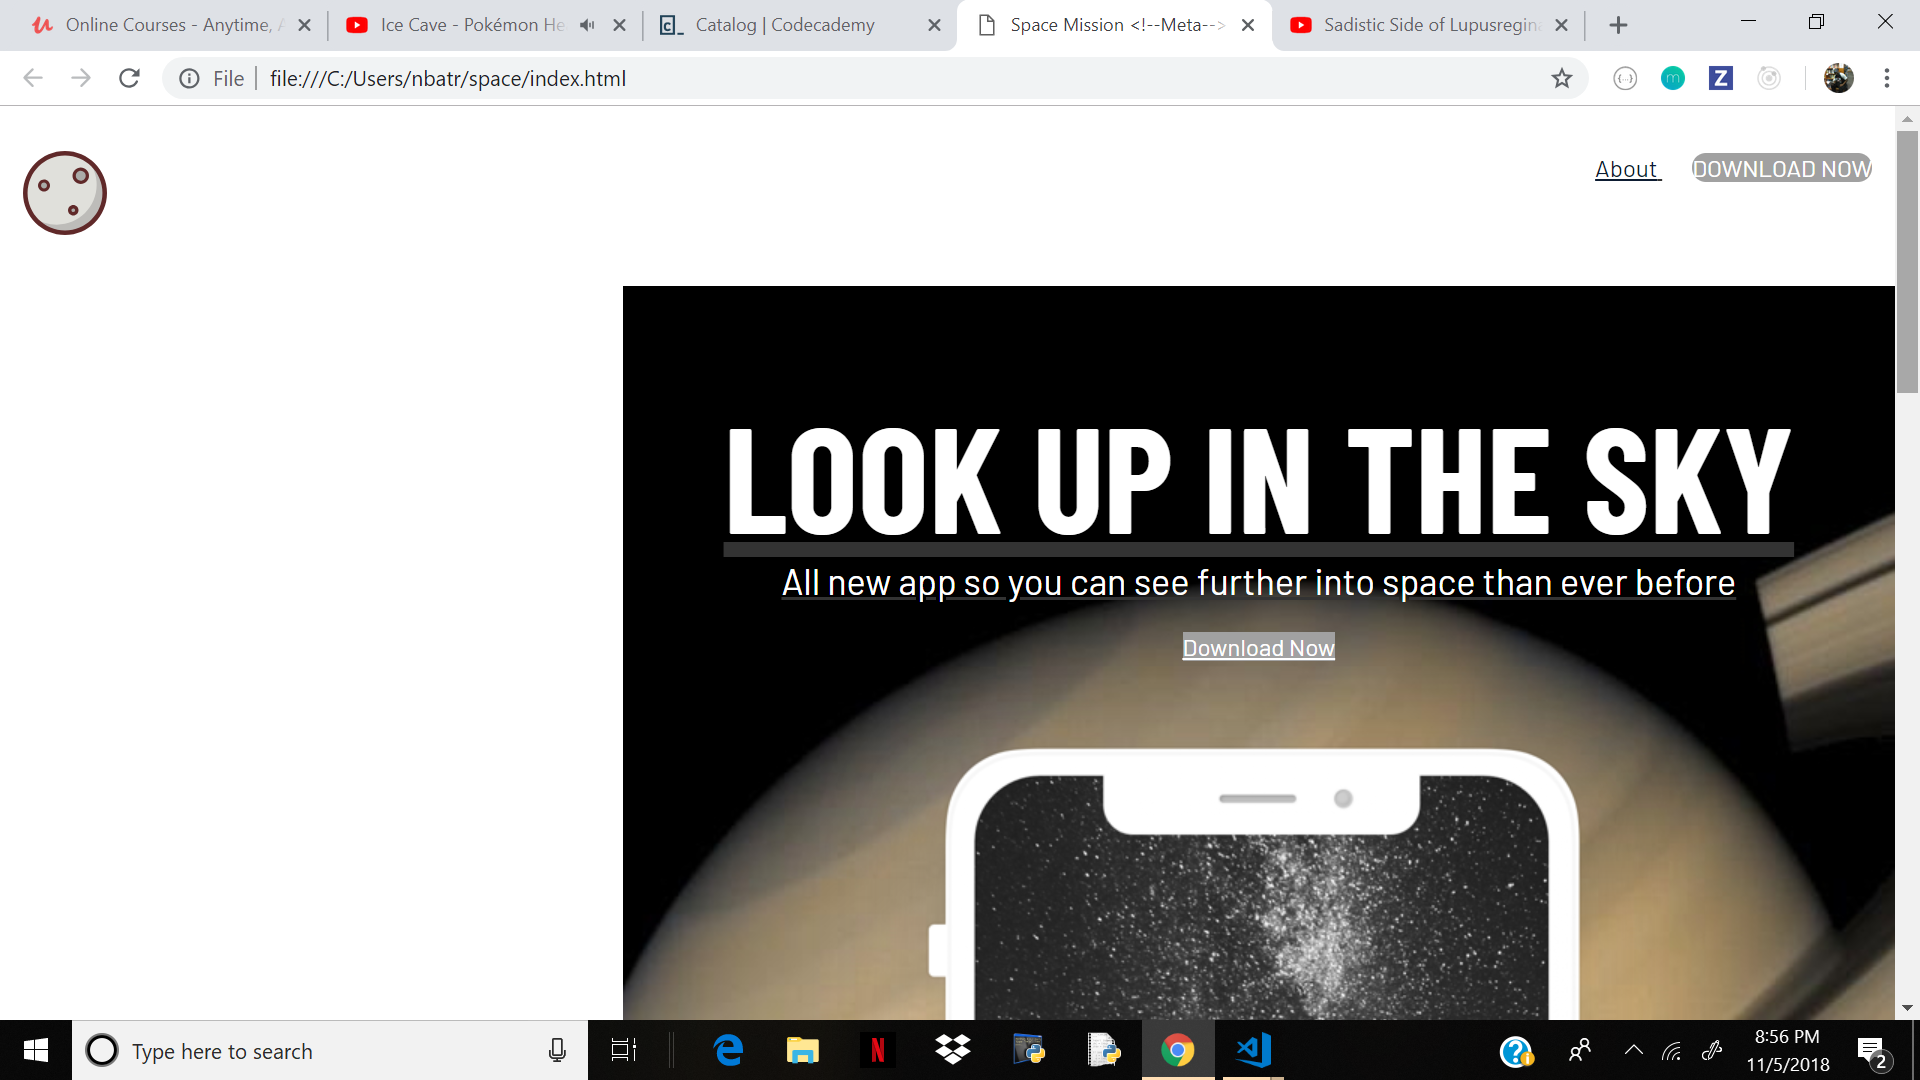 Online Courses - Anytime, A
Ice Cave - Pokémon He
Catalog | Codecademy
Space Mission <!--Meta-->
Sadistic Side of Lupusregina
File
file:///C:/Users/nbatr/space/index.html
m
Z
About
DOWNLOAD NOW
LOOK UP IN THE SKY
All new app so you can see further into space than ever before
Download Now
Type here to search
N
8:56 PM
11/5/2018
2